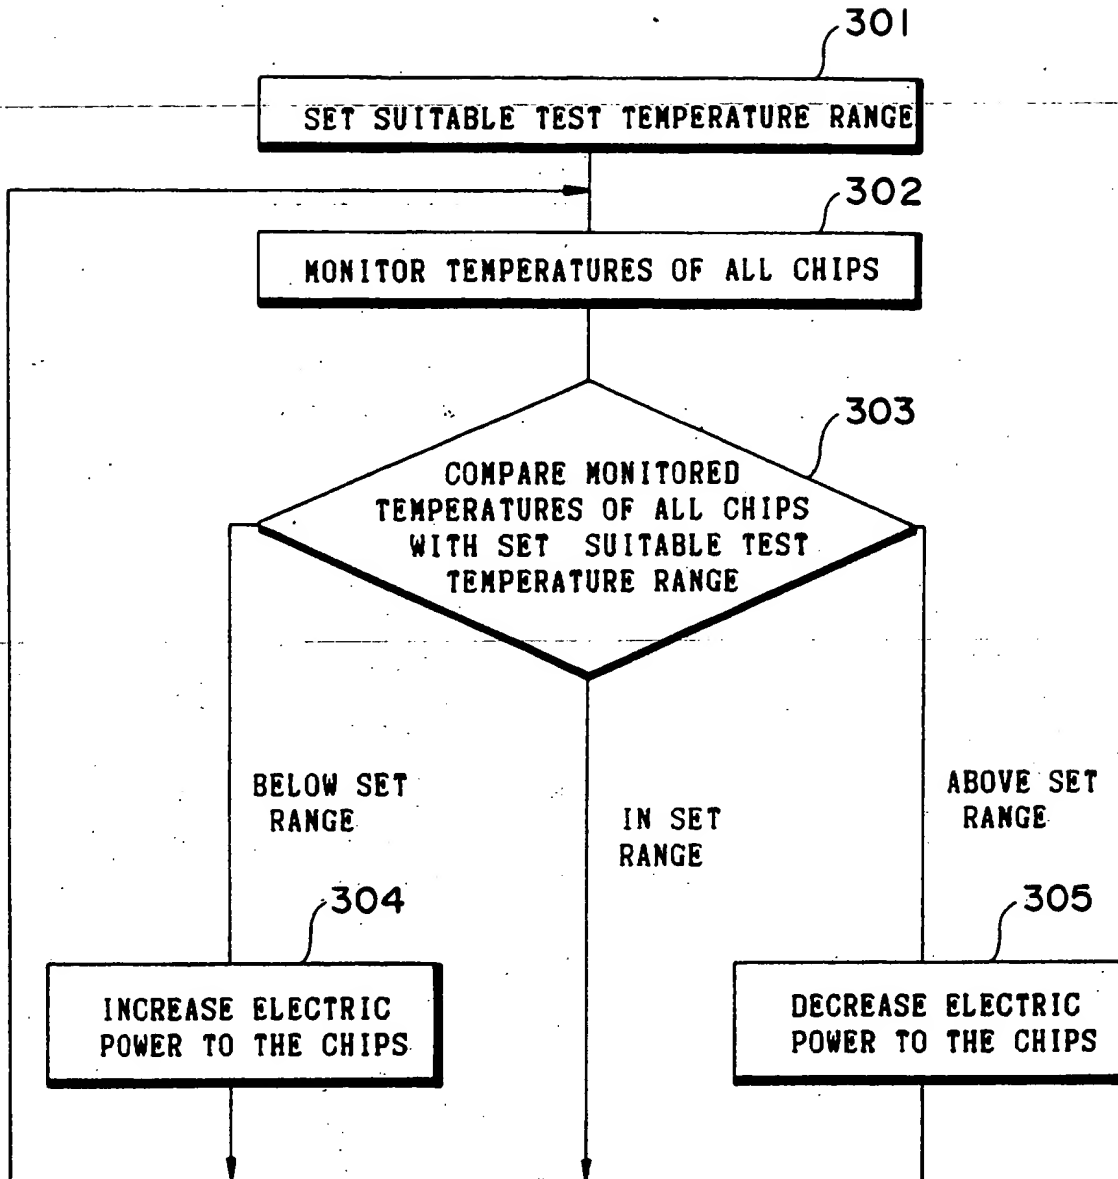 301
SET SUITABLE TEST TEMPERATURE RANGE
302
MONITOR TEMPERATURES OF ALL CHIPS
303
COMPARE MONITORED
TEMPERATURES OF ALL CHIPS
WITH SET SUITABLE TEST
TEMPERATURE RANGE
BELOW SET
RANGE
IN SET
RANGE
ABOVE SET
RANGE
304
INCREASE ELECTRIC
POWER TO THE CHIPS
305
DECREASE ELECTRIC
POWER TO THE CHIPS